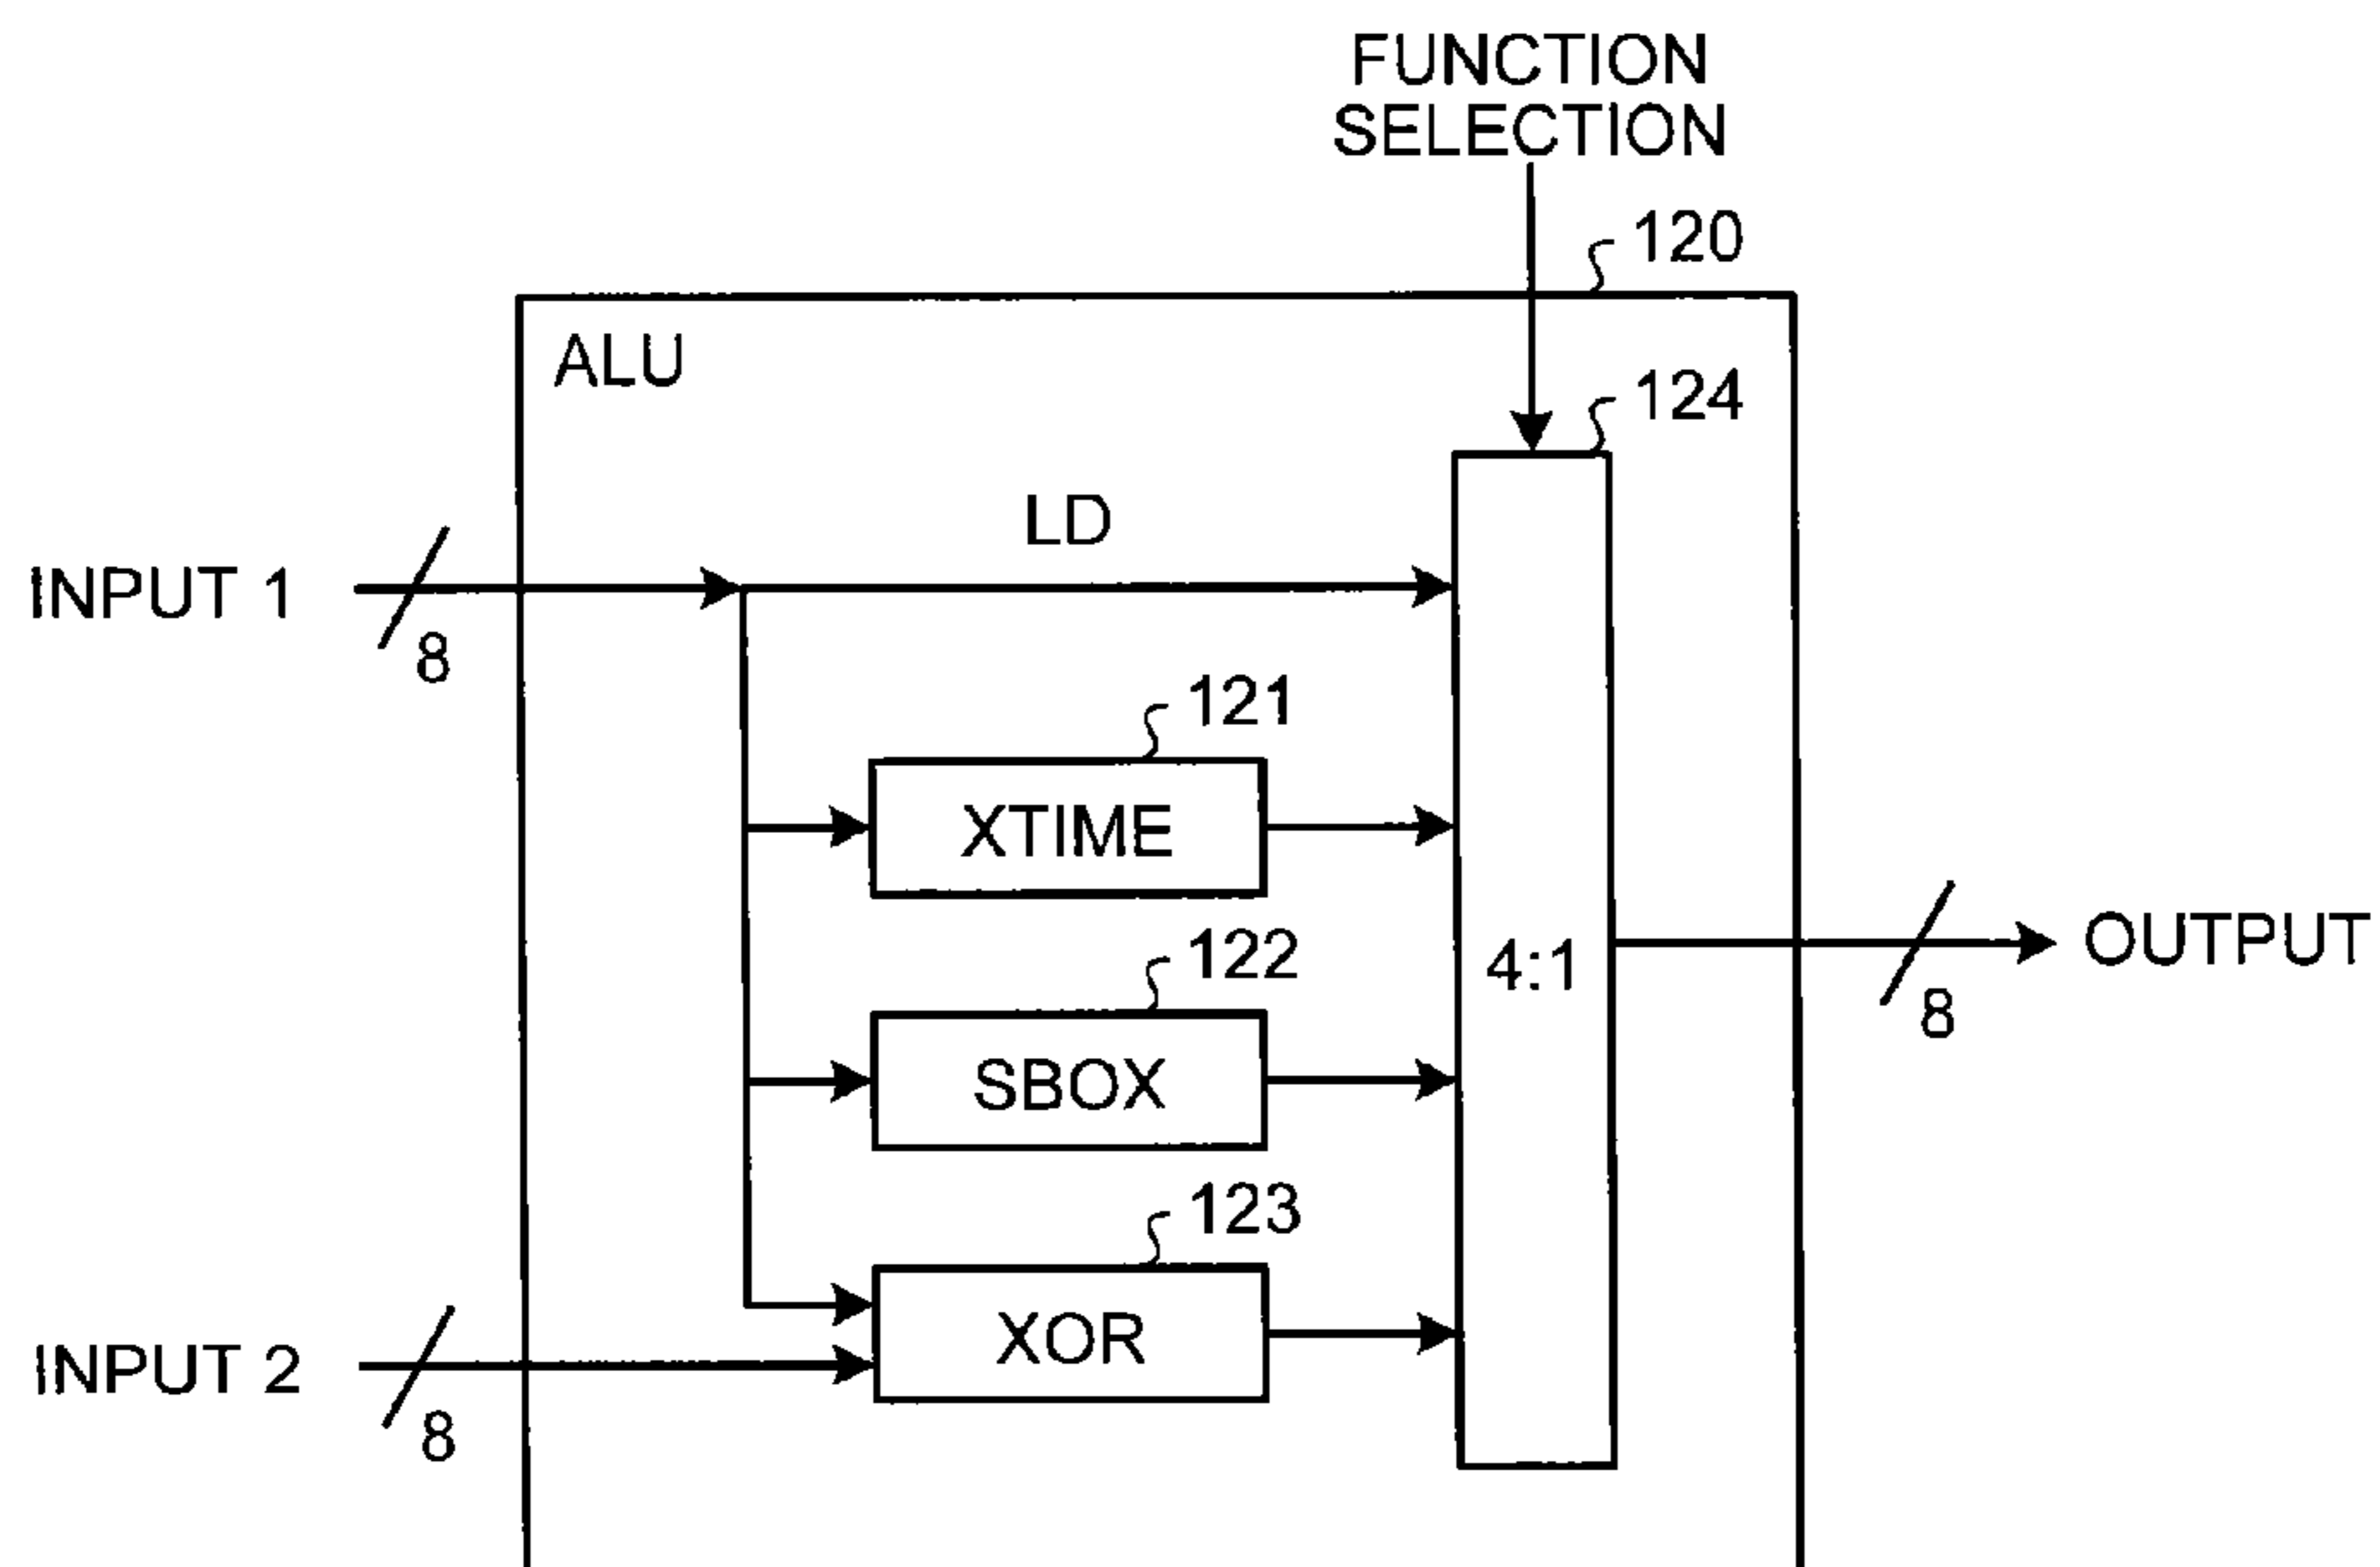 FUNCTION
SELECTION
120
ALU
124
LD
INPUT 1
8
121
XTIME
122
4:1
OUTPUT
8
SBOX
123
XOR
INPUT 2
8